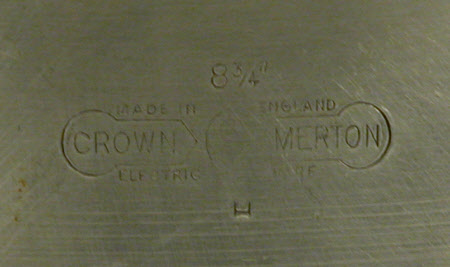 8¾"
MADE IN ENGLAND
CROWN MERTON
ELECTRIC
H